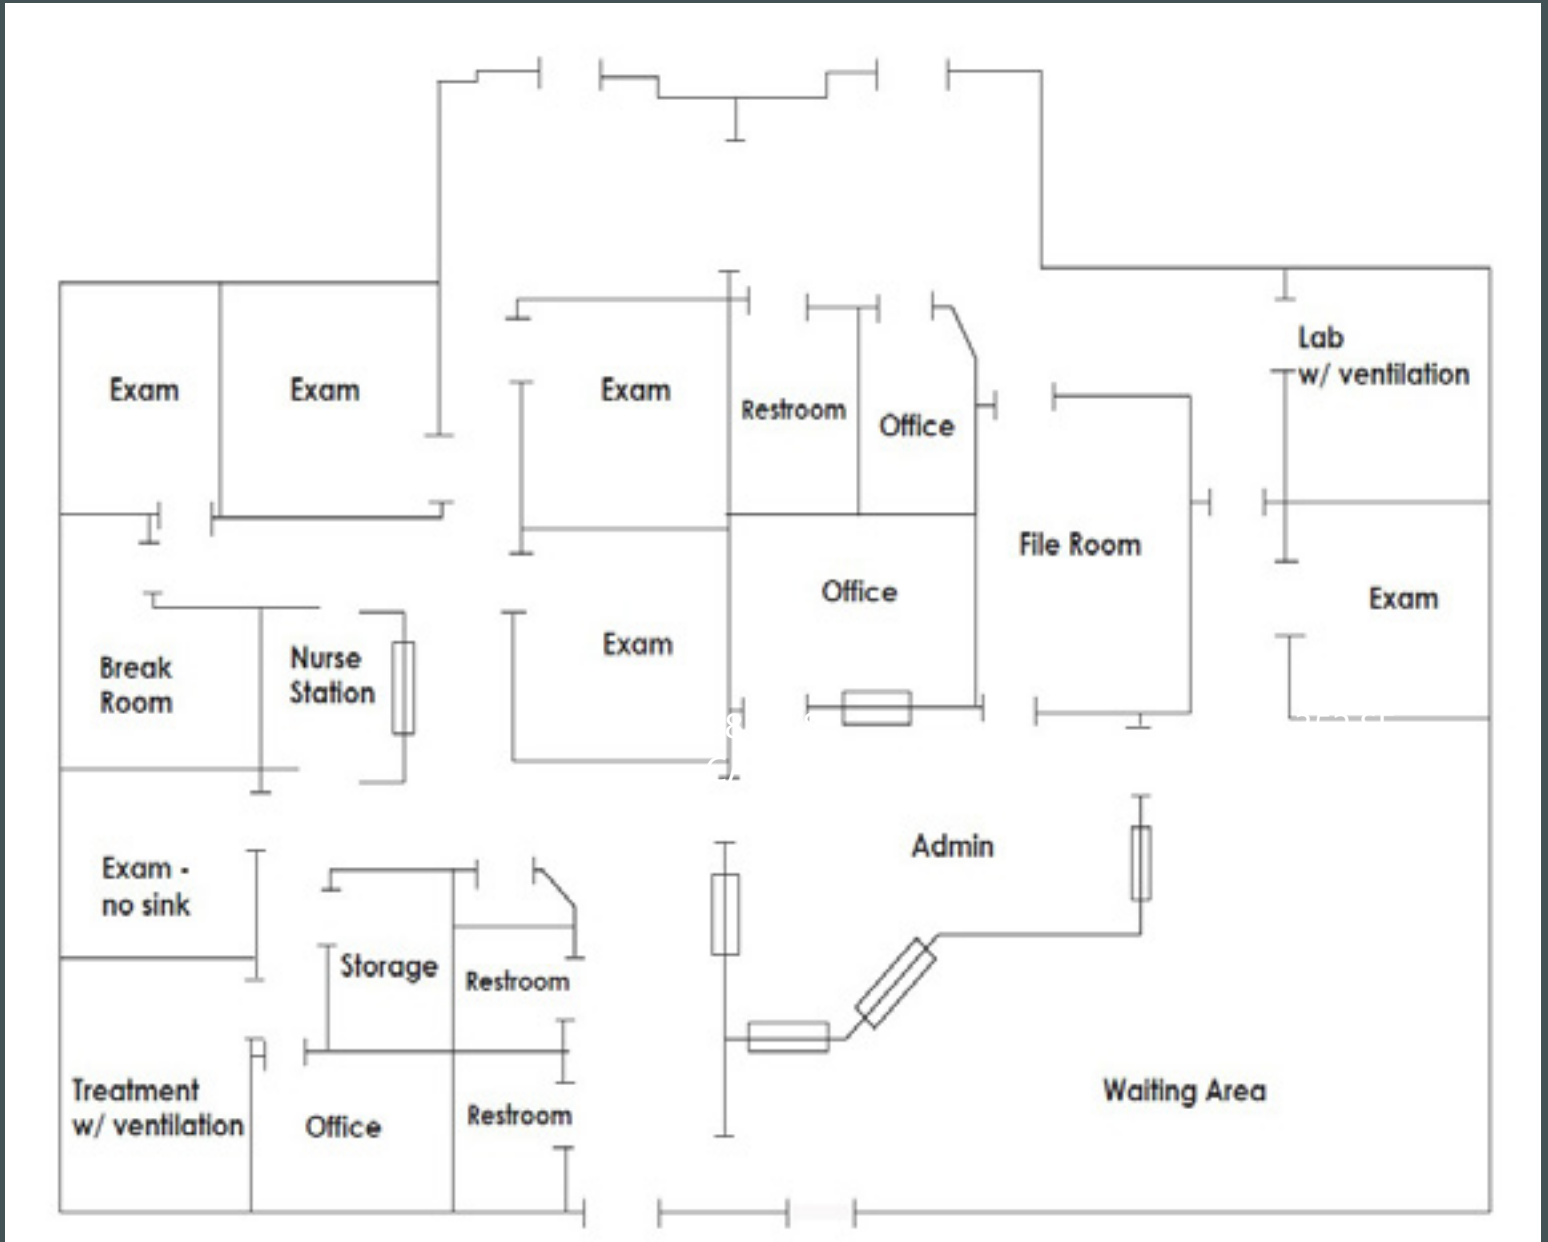 Lab
w/ ventilation
Exam
Exam
Exam
Restroom
Office
File Room
Office
Exam
Exam
Break
Room
Nurse
Station
Admin
Exam -
no sink
Storage
Restroom
Treatment
w/ ventilation
Office
Restroom
Waiting Area